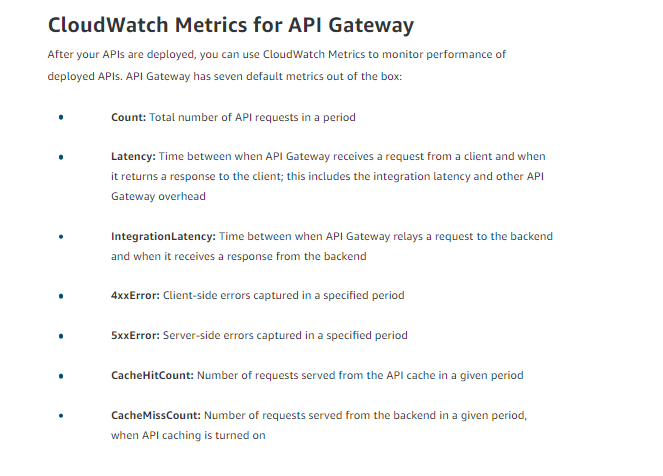 CloudWatch Metrics for API Gateway
After your APIs are deployed, you can use CloudWatch Metrics to monitor performance of
deployed APIs. API Gateway has seven default metrics out of the box:
• Count: Total number of API requests in a period
• Latency: Time between when API Gateway receives a request from a client and when
it returns a response to the client; this includes the integration latency and other API
Gateway overhead
• IntegrationLatency: Time between when API Gateway relays a request to the backend
and when it receives a response from the backend
• 4xxError: Client-side errors captured in a specified period
• 5xxError: Server-side errors captured in a specified period
• CacheHitCount: Number of requests served from the API cache in a given period
• CacheMissCount: Number of requests served from the backend in a given period,
when API caching is turned on